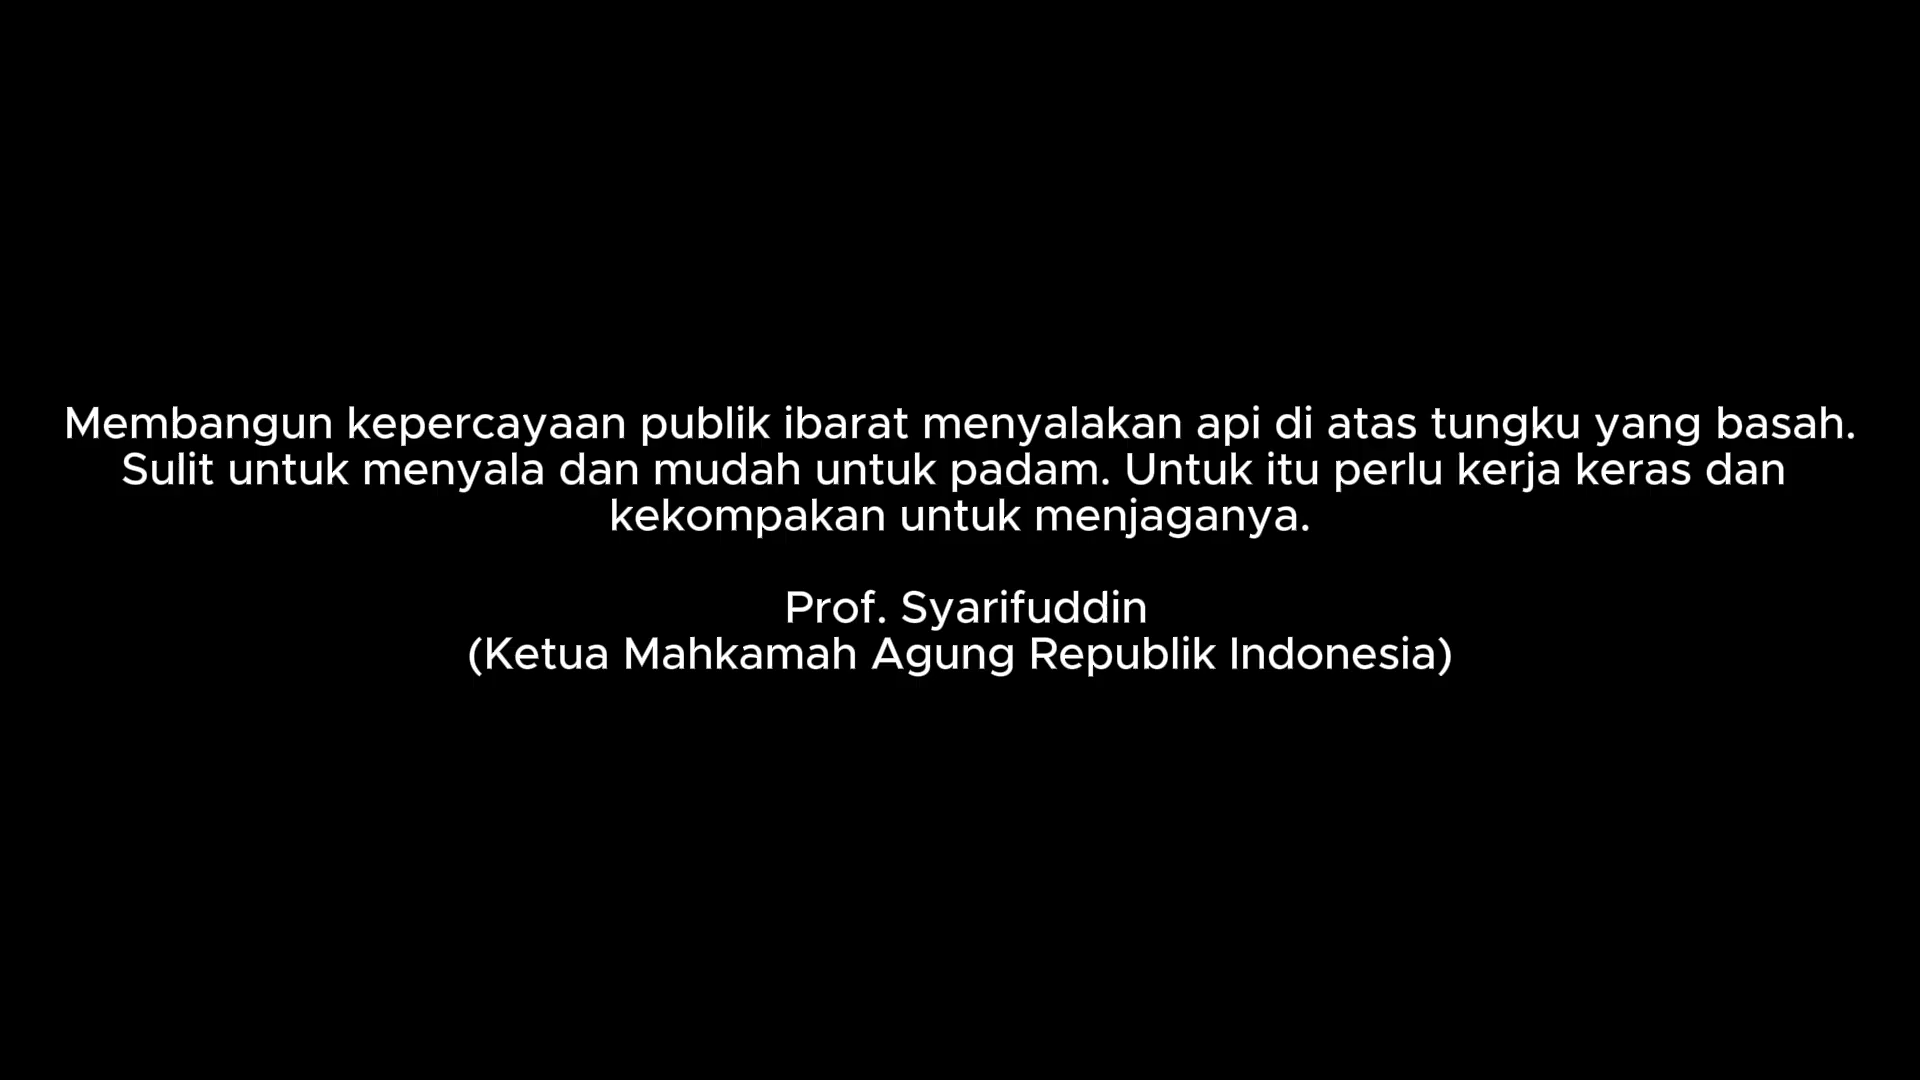 Membangun kepercayaan publik ibarat menyalakan api di atas tungku yang basah.
Sulit untuk menyala dan mudah untuk padam. Untuk itu perlu kerja keras dan
kekompakan untuk menjaganya.
Prof. Syarifuddin
(Ketua Mahkamah Agung Republik Indonesia)